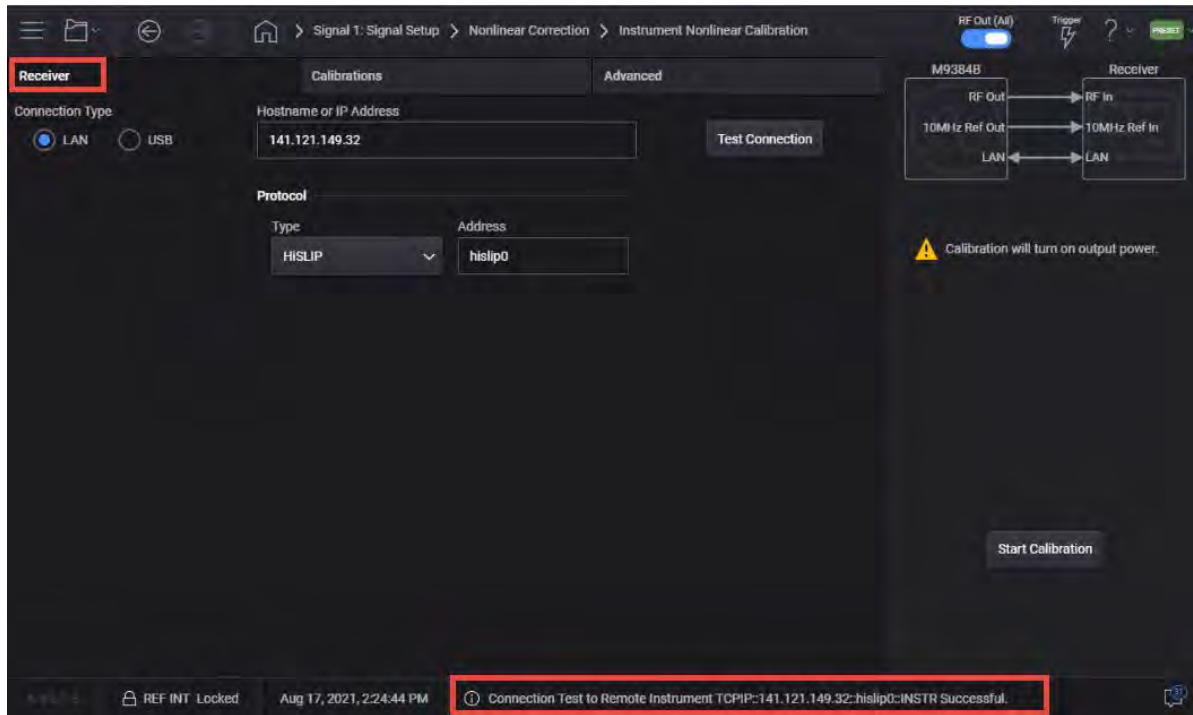 Signal 1: Signal Setup > Nonlinear Correction > Instrument Nonlinear Calibration
RF Out (All)
Trigger
?
PRESET
Receiver
Calibrations
Advanced
Connection Type
LAN
USB
Hostname or IP Address
141.121.149.32
Test Connection
Protocol
Type
Address
HiSLIP
hislip0
M9384B
Receiver
RF Out
RF In
10MHz Ref Out
10MHz Ref In
LAN
LAN
Calibration will turn on output power.
Start Calibration
REF INT Locked
Aug 17, 2021, 2:24:44 PM
Connection Test to Remote Instrument TCPIP::141.121.149.32::hislip0::INSTR Successful.